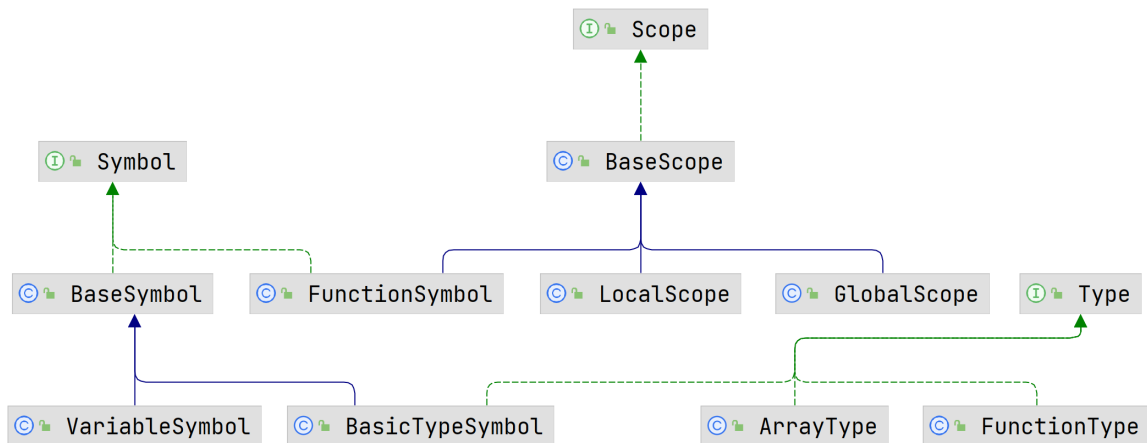 I Scope
I Symbol
C BaseScope
C BaseSymbol
C FunctionSymbol
C LocalScope
C GlobalScope
I Type
C VariableSymbol
C BasicTypeSymbol
C ArrayType
C FunctionType